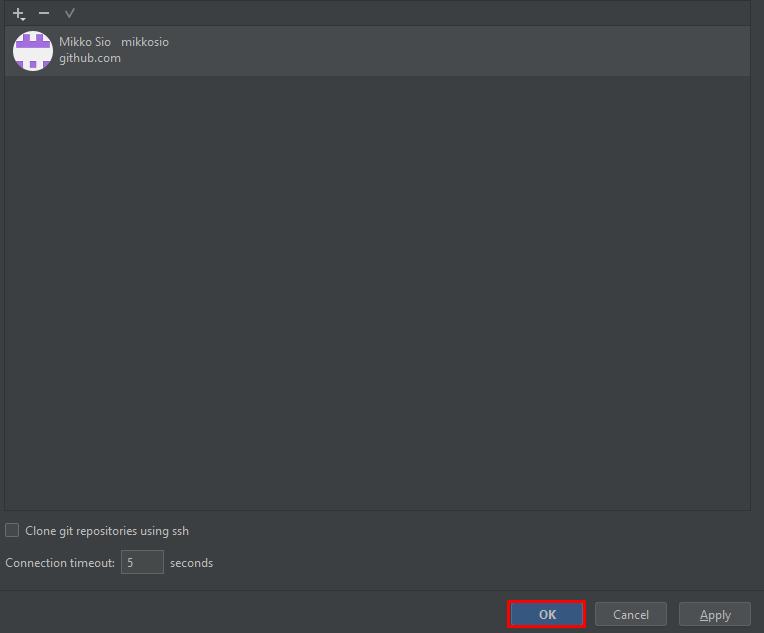 Mikko Sio mikkosio
github.com
Clone git repositories using ssh
Connection timeout: 5 seconds
OK Cancel Apply